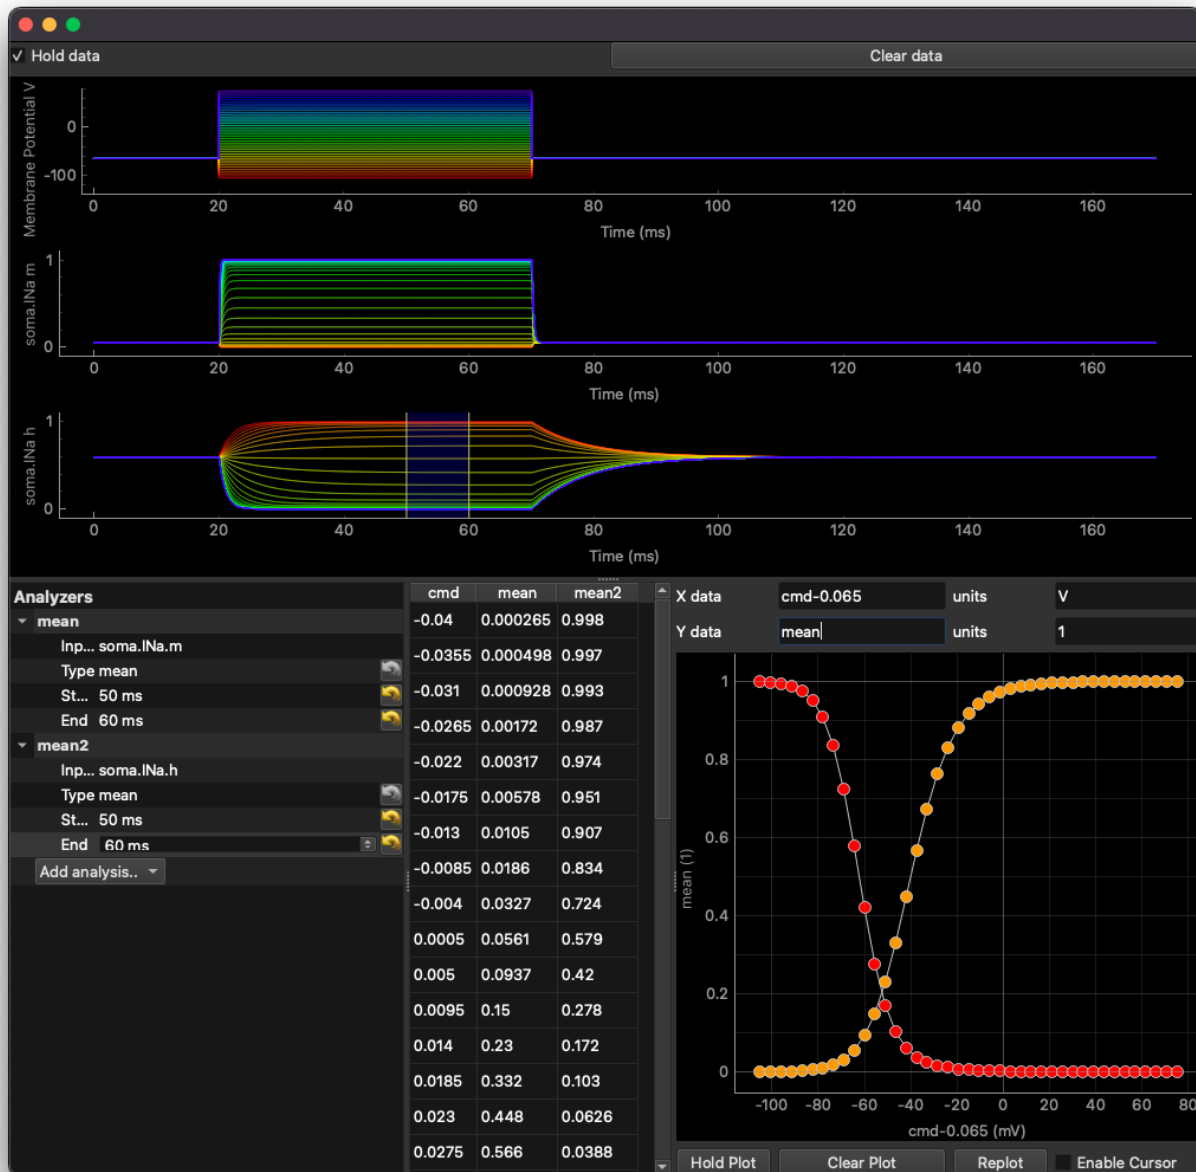 Hold data
Clear data
Membrane Potential V
0
-100
0 20 40 60 80 100 120 140 160
Time (ms)
soma.INa m
1
0
0 20 40 60 80 100 120 140 160
Time (ms)
soma.INa h
1
0
0 20 40 60 80 100 120 140 160
Time (ms)
Analyzers
mean
Inp... soma.INa.m
Type mean
St... 50 ms
End 60 ms
mean2
Inp... soma.INa.h
Type mean
St... 50 ms
End 60 ms
Add analysis..
cmd mean mean2
-0.04 0.000265 0.998
-0.0355 0.000498 0.997
-0.031 0.000928 0.993
-0.0265 0.00172 0.987
-0.022 0.00317 0.974
-0.0175 0.00578 0.951
-0.013 0.0105 0.907
-0.0085 0.0186 0.834
-0.004 0.0327 0.724
0.0005 0.0561 0.579
0.005 0.0937 0.42
0.0095 0.15 0.278
0.014 0.23 0.172
0.0185 0.332 0.103
0.023 0.448 0.0626
0.0275 0.566 0.0388
X data cmd-0.065 units V
Y data mean units 1
mean (1)
1
0.8
0.6
0.4
0.2
0
-100 -80 -60 -40 -20 0 20 40 60 80
cmd-0.065 (mV)
Hold Plot Clear Plot Replot Enable Cursor